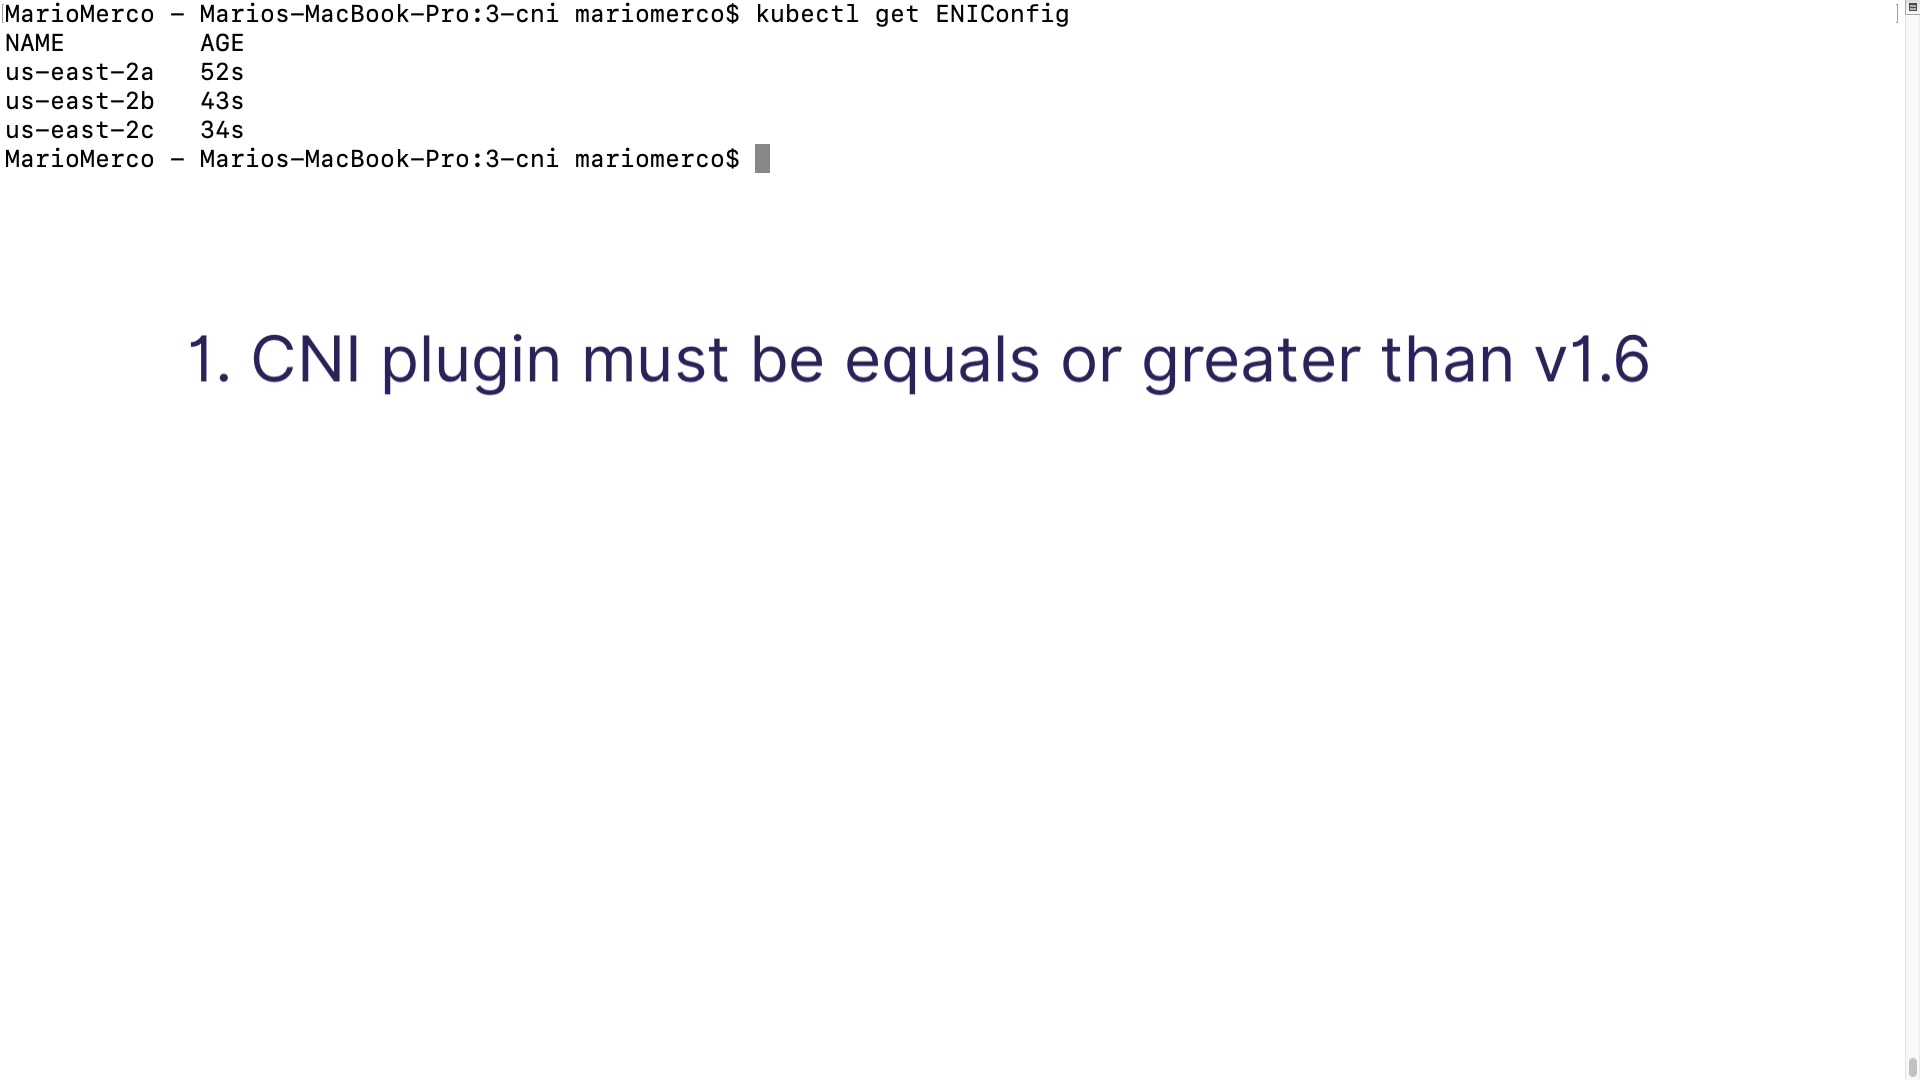 MarioMerco - Marios-MacBook-Pro:3-cni mariomerco$ kubectl get ENIConfig
NAME AGE
us-east-2a 52s
us-east-2b 43s
us-east-2c 34s
MarioMerco - Marios-MacBook-Pro:3-cni mariomerco$
1. CNI plugin must be equals or greater than v1.6